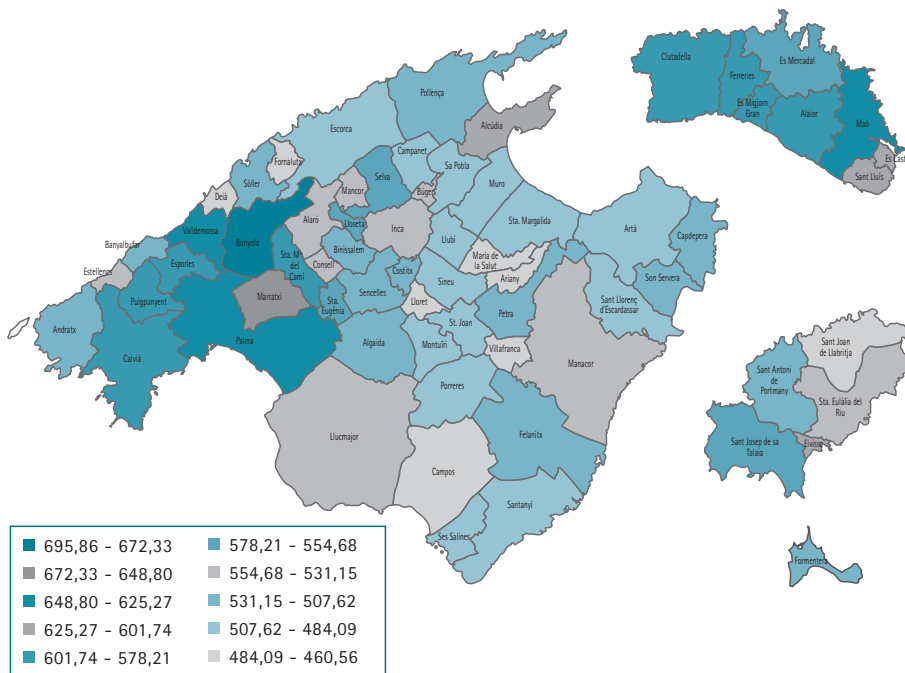 Ciutadella
Ferreries
Es Mercadal
Es Migjorn
Gran
Alaior
Maó
Es Cast
Sant Lluís
Pollença
Alcúdia
Escorca
Campanet
Sa Pobla
Fornalutx
Mancor
Selva
Búger
Muro
Sóller
Deià
Alaró
Lloseta
Inca
Sta. Margalida
Artà
Capdepera
Valldemossa
Bunyola
Binissalem
Llubí
Maria de
la Salut
Banyalbufar
Esporles
Sta. Mª
del
Camí
Consell
Costitx
Ariany
Son Servera
Estellencs
Puigpunyent
Marratxí
Sta.
Eugènia
Sencelles
Sineu
Lloret
Petra
Sant Llorenç
d'Escardassar
Andratx
Calvià
Palma
Algaida
St. Joan
Montuïri
Villafranca
Manacor
Porreres
Llucmajor
Felanitx
Campos
Santanyí
Ses Salines
Sant Joan
de Llabritja
Sant Antoni
de
Portmany
Sta. Eulàlia del
Riu
Eivissa
Sant Josep de sa
Talaia
Formentera
695,86 – 672,33
672,33 – 648,80
648,80 – 625,27
625,27 – 601,74
601,74 – 578,21
578,21 – 554,68
554,68 – 531,15
531,15 – 507,62
507,62 – 484,09
484,09 – 460,56